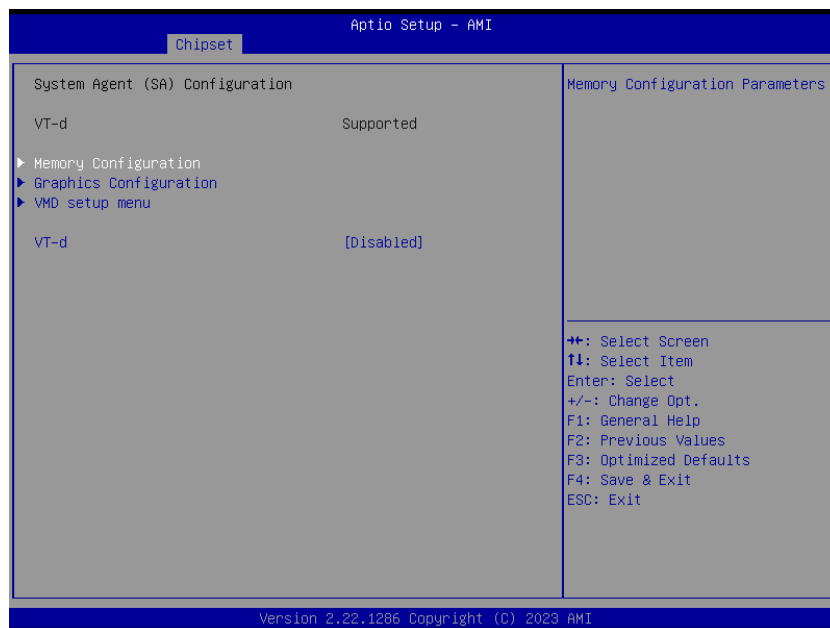 Aptio Setup – AMI
Chipset
System Agent (SA) Configuration
VT-d Supported
▶ Memory Configuration
▶ Graphics Configuration
▶ VMD setup menu
VT-d [Disabled]
Memory Configuration Parameters
→←: Select Screen
↑↓: Select Item
Enter: Select
+/-: Change Opt.
F1: General Help
F2: Previous Values
F3: Optimized Defaults
F4: Save & Exit
ESC: Exit
Version 2.22.1286 Copyright (C) 2023 AMI